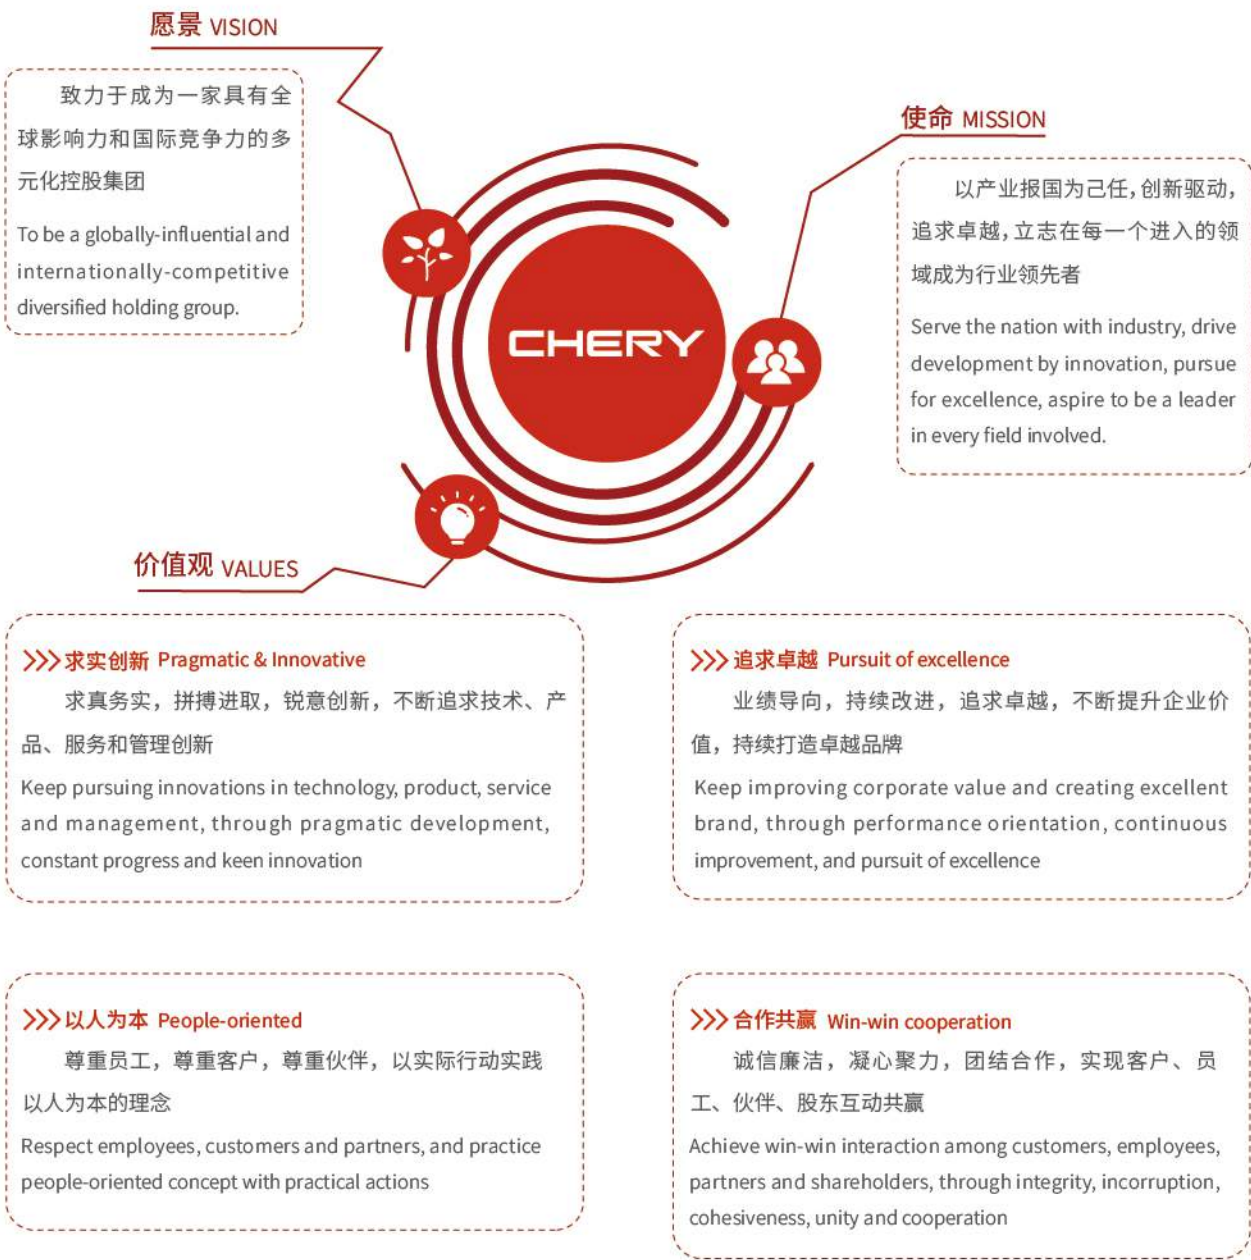 愿景 VISION
致力于成为一家具有全
球影响力和国际竞争力的多
元化控股集团
To be a globally-influential and
internationally-competitive
diversified holding group.
使命 MISSION
以产业报国为己任，创新驱动，
追求卓越，立志在每一个进入的领
域成为行业领先者
Serve the nation with industry, drive
development by innovation, pursue
for excellence, aspire to be a leader
in every field involved.
CHERY
价值观 VALUES
求实创新 Pragmatic & Innovative
求真务实，拼搏进取，锐意创新，不断追求技术、产
品、服务和管理创新
Keep pursuing innovations in technology, product, service
and management, through pragmatic development,
constant progress and keen innovation
追求卓越 Pursuit of excellence
业绩导向，持续改进，追求卓越，不断提升企业价
值，持续打造卓越品牌
Keep improving corporate value and creating excellent
brand, through performance orientation, continuous
improvement, and pursuit of excellence
以人为本 People-oriented
尊重员工，尊重客户，尊重伙伴，以实际行动实践
以人为本的理念
Respect employees, customers and partners, and practice
people-oriented concept with practical actions
合作共赢 Win-win cooperation
诚信廉洁，凝心聚力，团结合作，实现客户、员
工、伙伴、股东互动共赢
Achieve win-win interaction among customers, employees,
partners and shareholders, through integrity, incorruption,
cohesiveness, unity and cooperation